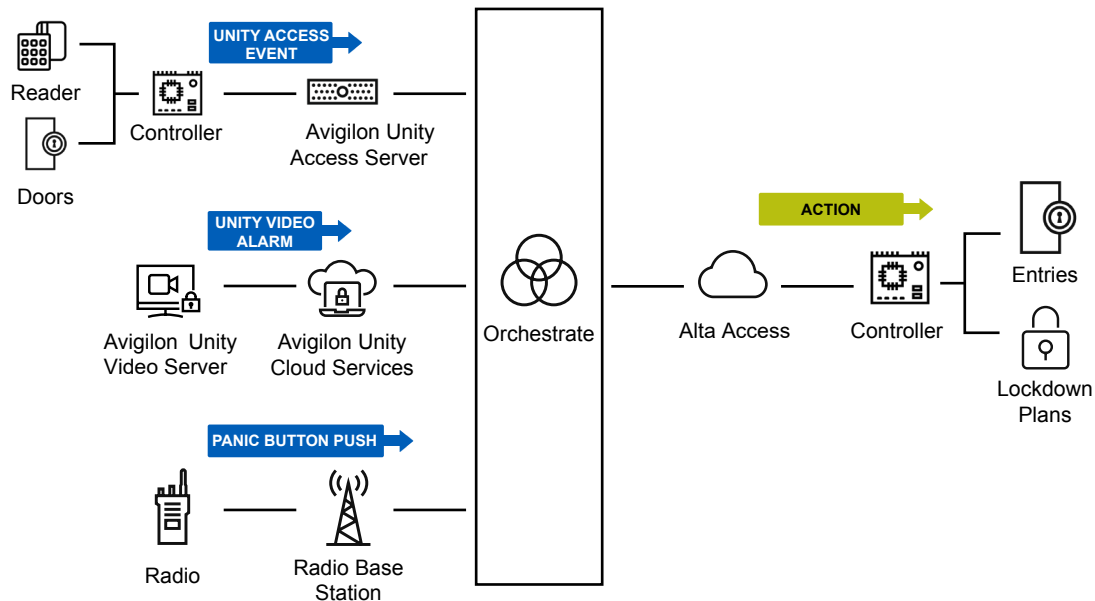 UNITY ACCESS
EVENT
Reader
Controller
Avigilon Unity
Access Server
Doors
UNITY VIDEO
ALARM
Avigilon Unity
Video Server
Avigilon Unity
Cloud Services
PANIC BUTTON PUSH
Radio
Radio Base
Station
Orchestrate
ACTION
Alta Access
Controller
Entries
Lockdown
Plans